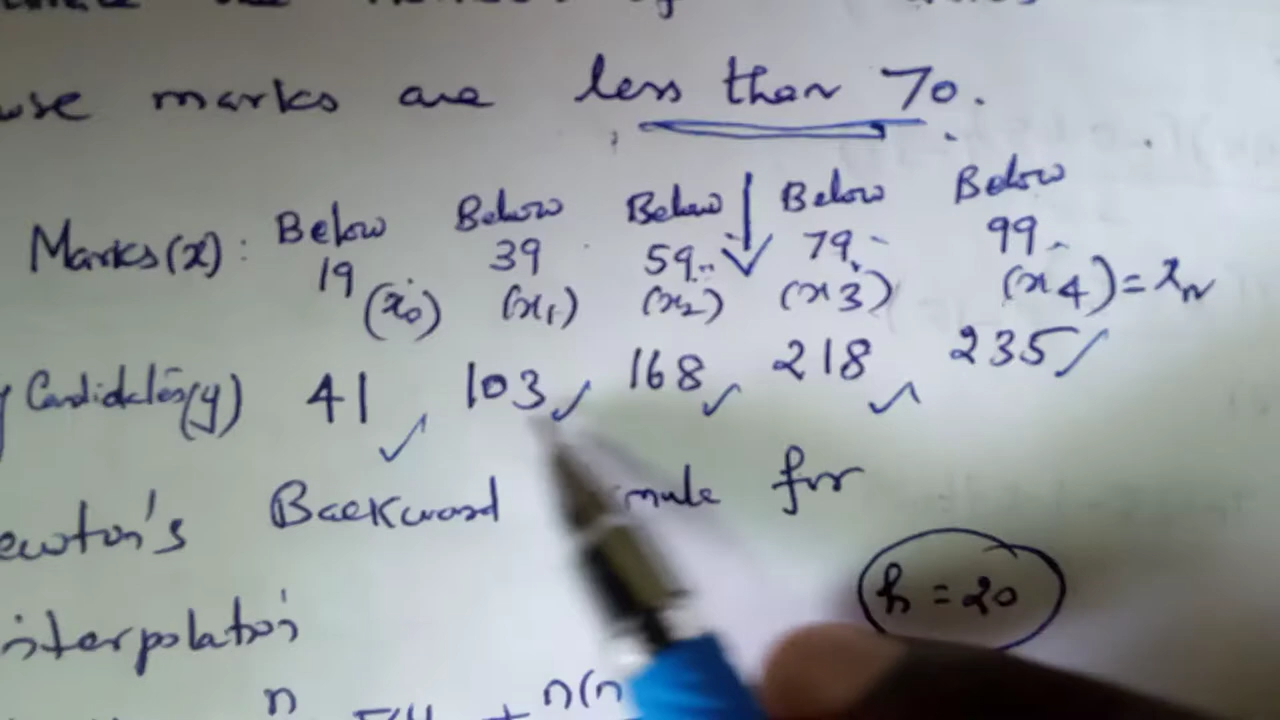 marks are less than 70.
Marks(x): Below Below Below Below Below
19 39 59 79 99
(x0) (x1) (x2) (x3) (x4) = xn
Candidates(y) 41 103 168 218 235
Backward for
h = 20
interpolation
n n(n